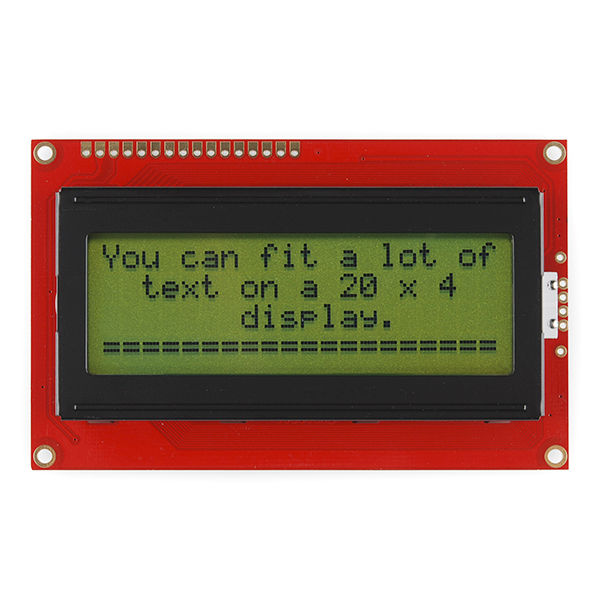 You can fit a lot of
text on a 20 x 4
display.
====================